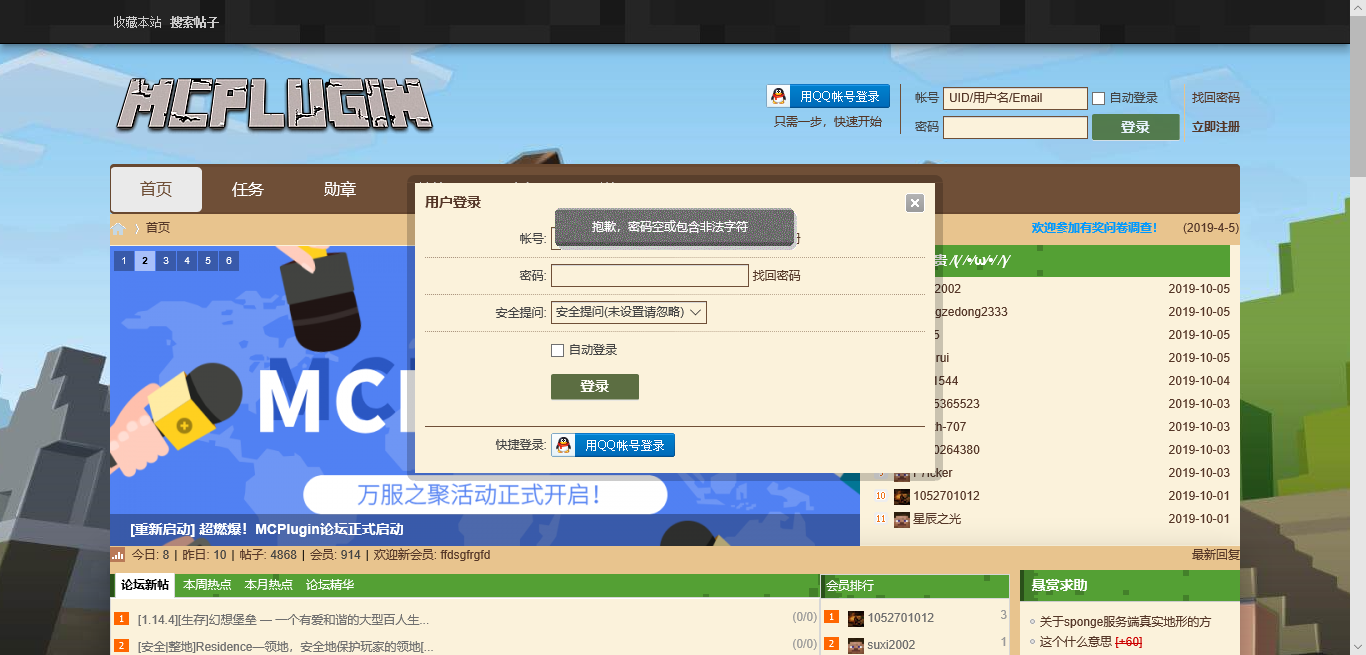 收藏本站 搜索帖子
MCPLUGIN
用QQ帐号登录
只需一步，快速开始
帐号 UID/用户名/Email 自动登录 找回密码
密码 登录 立即注册
首页 任务 勋章
首页
欢迎参加有奖问卷调查! (2019-4-5)
用户登录
抱歉，密码空或包含非法字符
帐号:
密码: 找回密码
安全提问: 安全提问(未设置请忽略)
自动登录
登录
快捷登录: 用QQ帐号登录
1 2 3 4 5 6
MC
万服之聚活动正式开启!
[重新启动] 超燃爆！MCPlugin论坛正式启动
贵
2002 2019-10-05
gzedong2333 2019-10-05
5 2019-10-05
rui 2019-10-05
1544 2019-10-04
5365523 2019-10-03
th-707 2019-10-03
0264380 2019-10-03
2019-10-03
10 1052701012 2019-10-01
11 星辰之光 2019-10-01
今日: 8 | 昨日: 10 | 帖子: 4868 | 会员: 914 | 欢迎新会员: ffdsgfrgfd
最新回复
论坛新帖 本周热点 本月热点 论坛精华
1 [1.14.4][生存]幻想堡垒 — 一个有爱和谐的大型百人生... (0/0)
2 [安全|整地]Residence—领地，安全地保护玩家的领地[... (0/0)
会员排行
1 1052701012 3
2 suxi2002 1
悬赏求助
关于sponge服务端真实地形的方
这个什么意思 [+60]